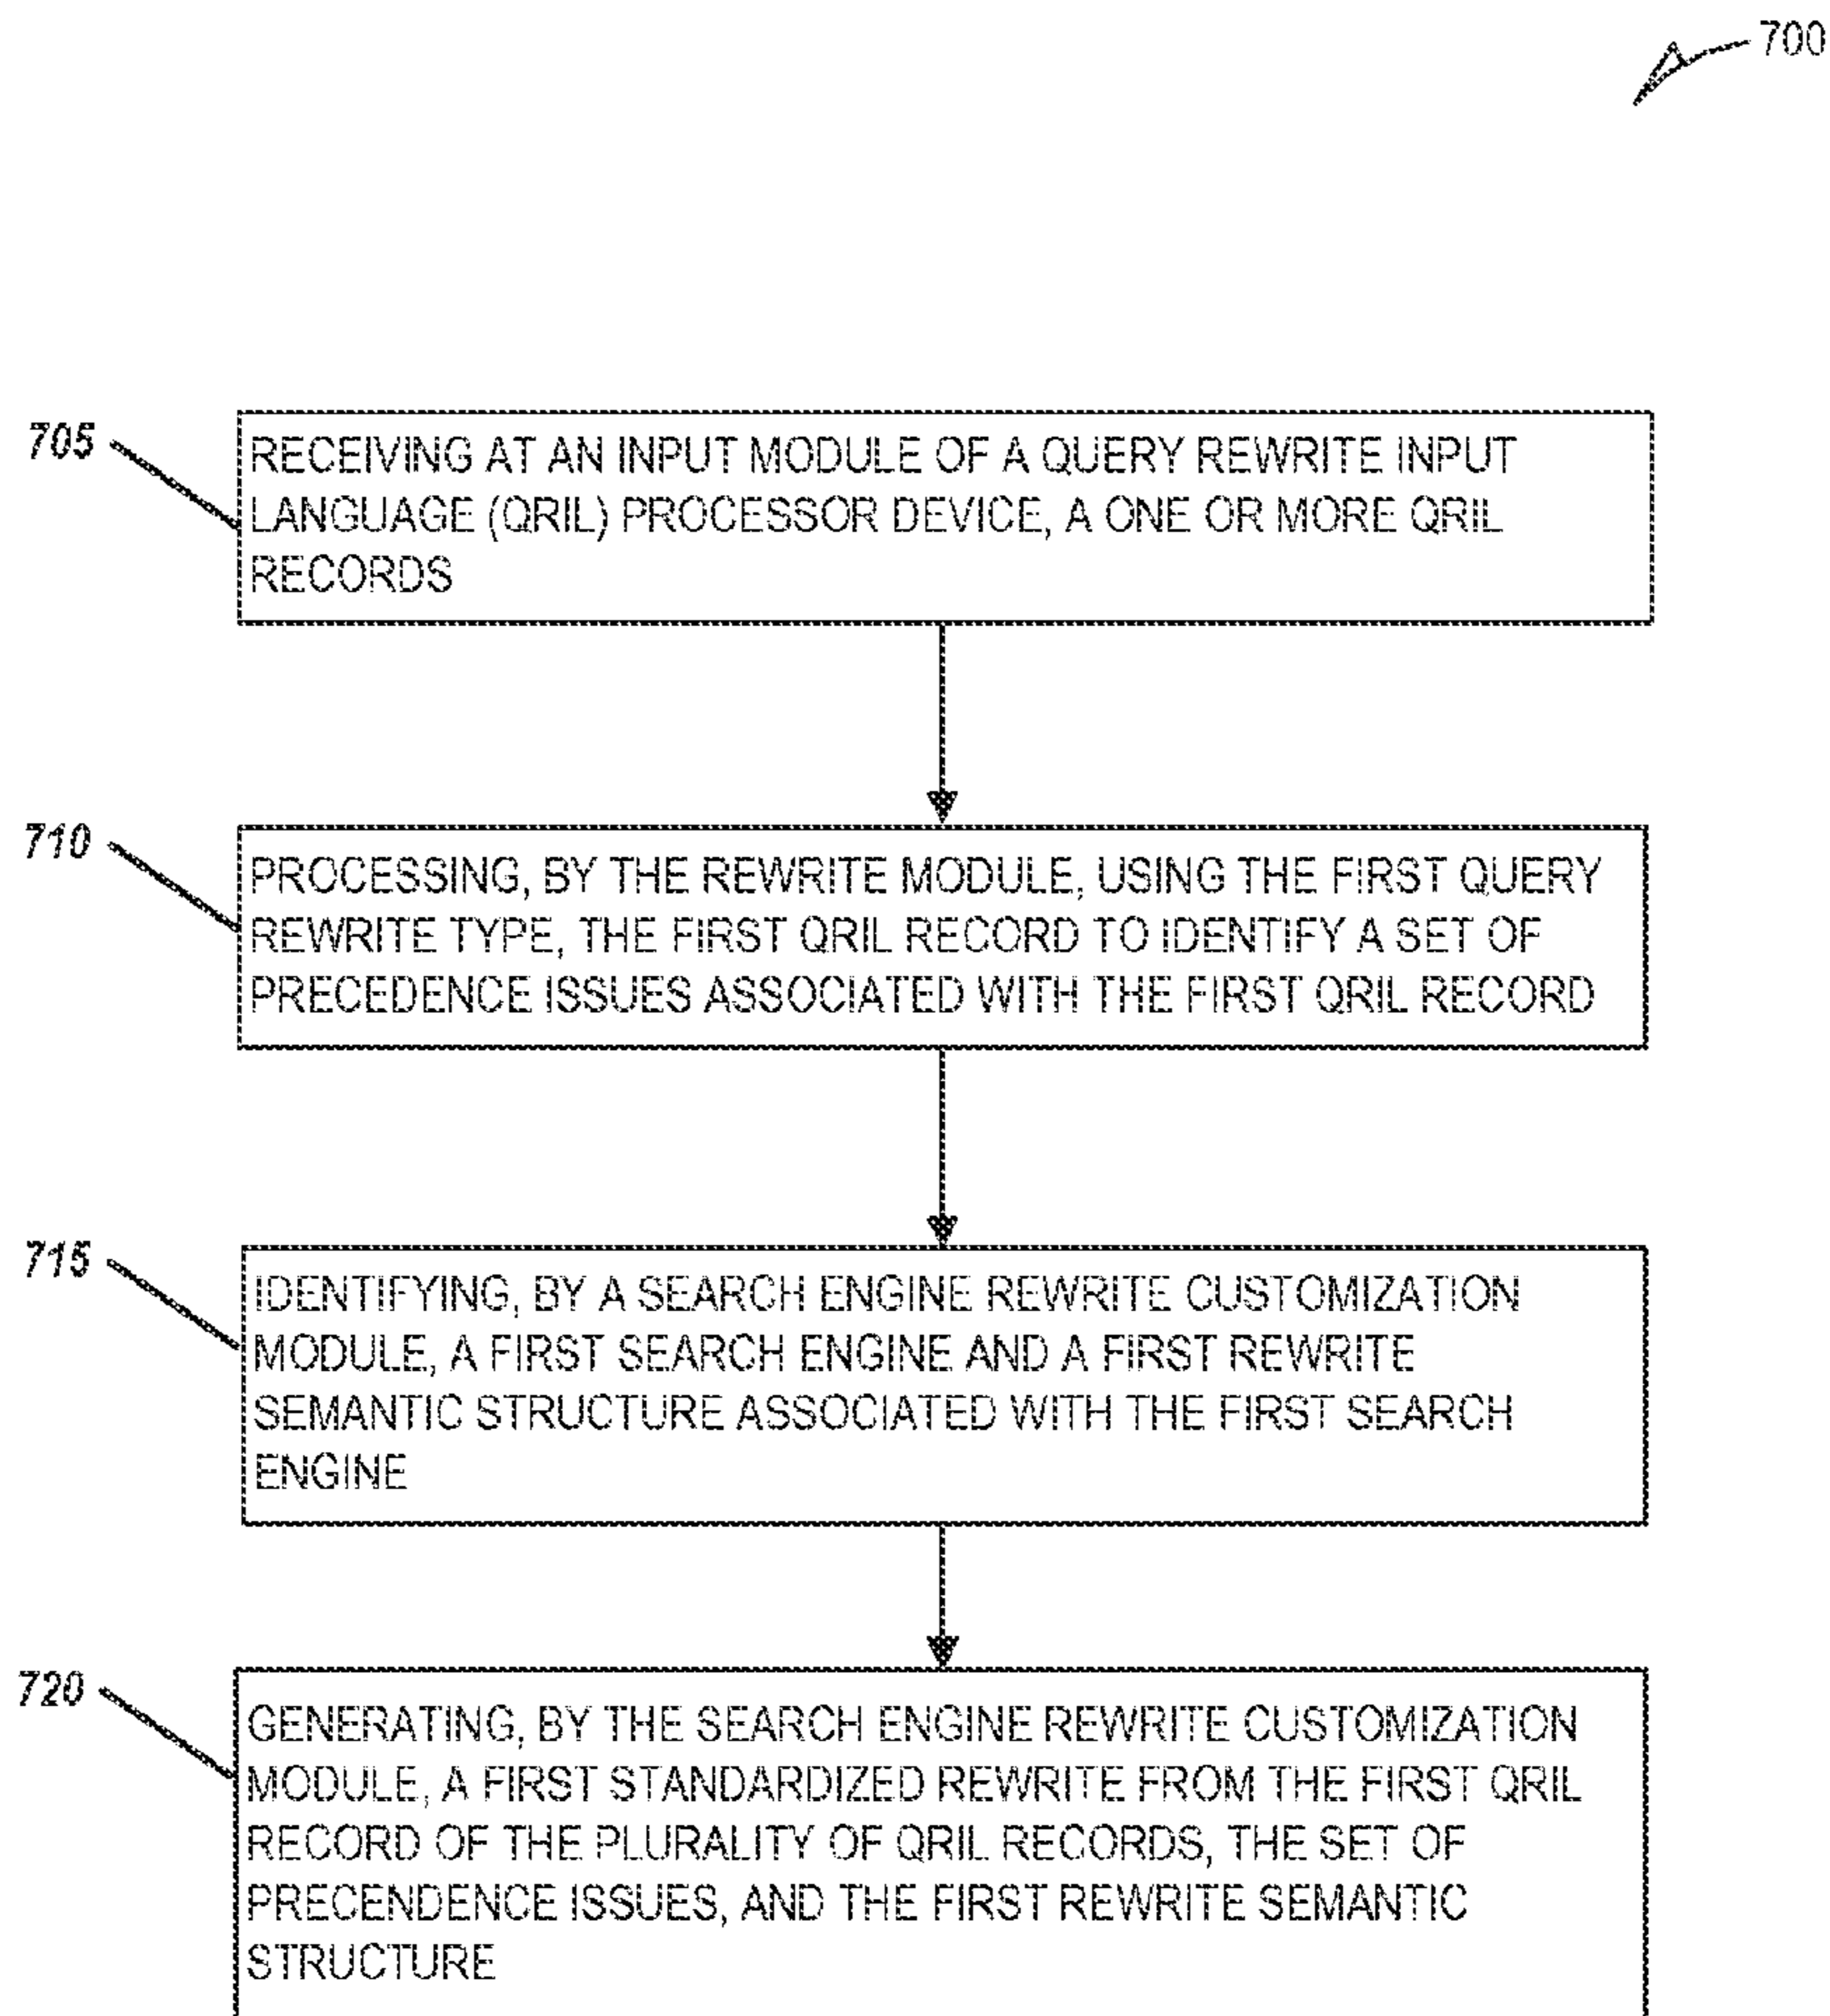 700
705
RECEIVING AT AN INPUT MODULE OF A QUERY REWRITE INPUT
LANGUAGE (QRIL) PROCESSOR DEVICE, A ONE OR MORE QRIL
RECORDS
710
PROCESSING, BY THE REWRITE MODULE, USING THE FIRST QUERY
REWRITE TYPE, THE FIRST QRIL RECORD TO IDENTIFY A SET OF
PRECEDENCE ISSUES ASSOCIATED WITH THE FIRST QRIL RECORD
715
IDENTIFYING, BY A SEARCH ENGINE REWRITE CUSTOMIZATION
MODULE, A FIRST SEARCH ENGINE AND A FIRST REWRITE
SEMANTIC STRUCTURE ASSOCIATED WITH THE FIRST SEARCH
ENGINE
720
GENERATING, BY THE SEARCH ENGINE REWRITE CUSTOMIZATION
MODULE, A FIRST STANDARDIZED REWRITE FROM THE FIRST QRIL
RECORD OF THE PLURALITY OF QRIL RECORDS, THE SET OF
PRECENDENCE ISSUES, AND THE FIRST REWRITE SEMANTIC
STRUCTURE